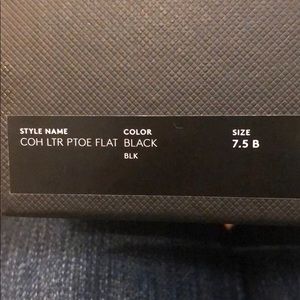 STYLE NAME COLOR SIZE
COH LTR PTOE FLAT BLACK 7.5 B
BLK